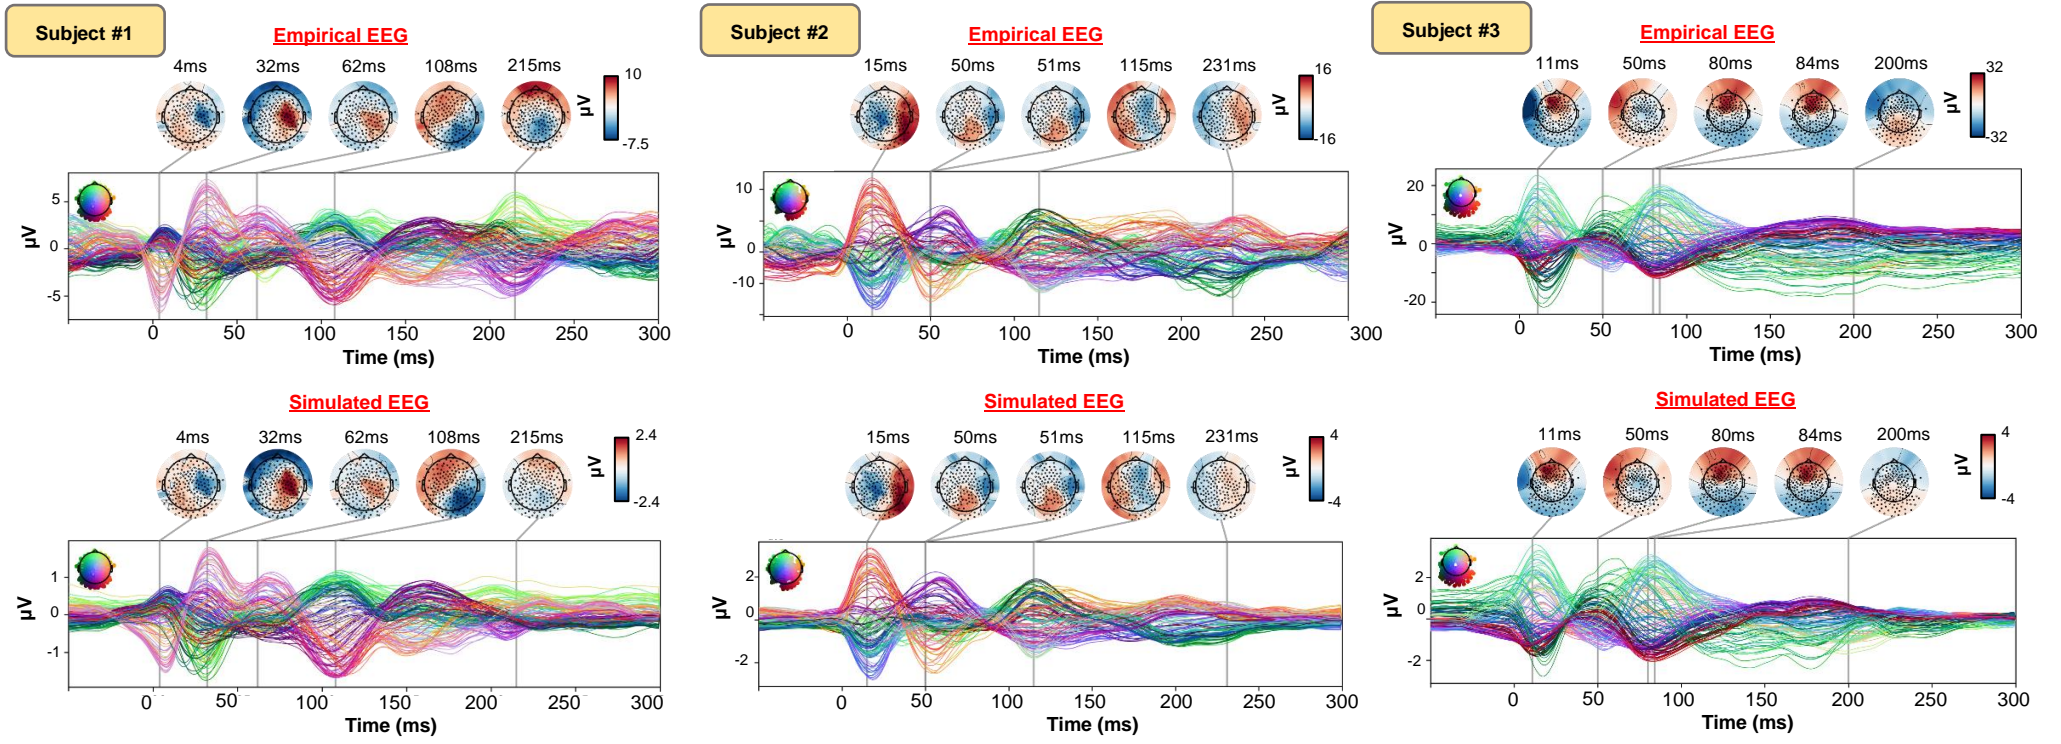 Subject #1
Empirical EEG
4ms 32ms 62ms 108ms 215ms
10
µV
-7.5
5
0
-5
µV
0 50 100 150 200 250 300
Time (ms)
Simulated EEG
4ms 32ms 62ms 108ms 215ms
2.4
µV
-2.4
1
0
-1
µV
0 50 100 150 200 250 300
Time (ms)
Subject #2
Empirical EEG
15ms 50ms 51ms 115ms 231ms
16
µV
-16
10
0
-10
µV
0 50 100 150 200 250 300
Time (ms)
Simulated EEG
15ms 50ms 51ms 115ms 231ms
4
µV
-4
2
0
-2
µV
0 50 100 150 200 250 300
Time (ms)
Subject #3
Empirical EEG
11ms 50ms 80ms 84ms 200ms
32
µV
-32
20
0
-20
µV
0 50 100 150 200 250 300
Time (ms)
Simulated EEG
11ms 50ms 80ms 84ms 200ms
4
µV
-4
2
0
-2
µV
0 50 100 150 200 250 300
Time (ms)